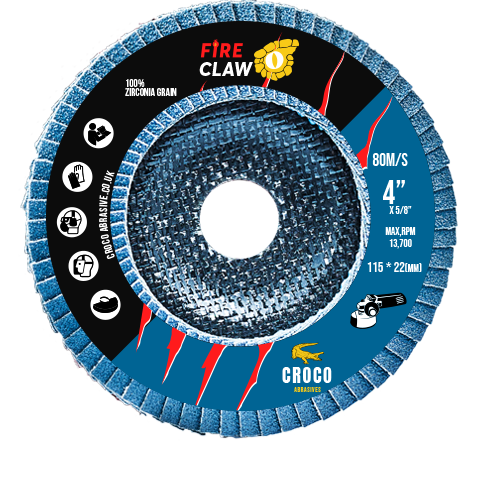 FIRE
CLAW
100%
ZIRCONIA GRAIN
CROCO ABRASIVE.CO.UK
80M/S
4”
X 5/8”
MAX,RPM
13,700
115 * 22(MM)
CROCO
ABRASIVES